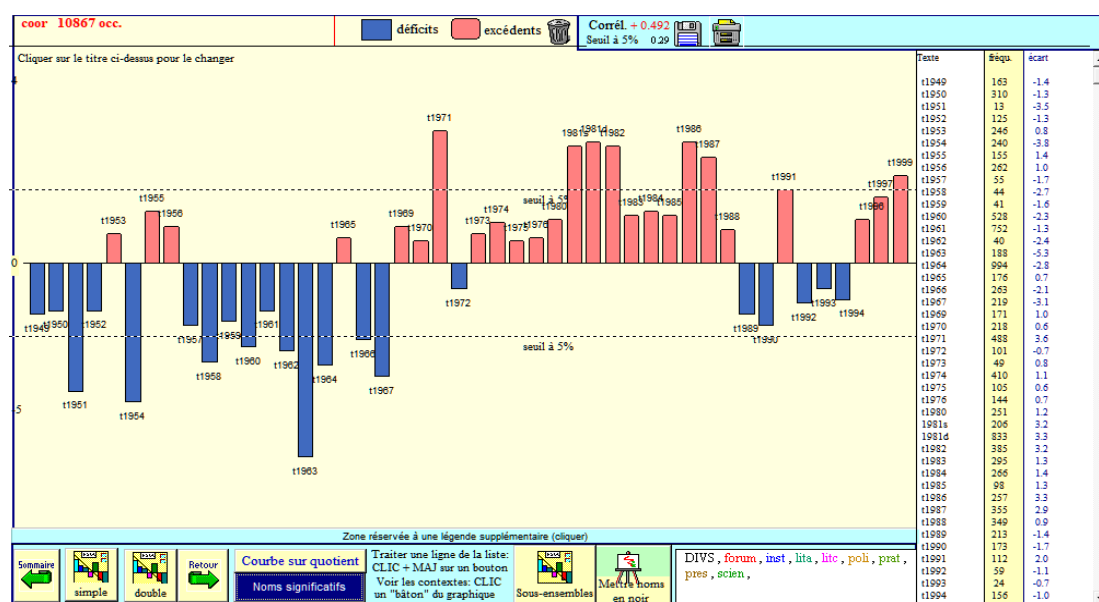 coor 10867 occ.
déficits
excédents
Corrél. + 0.492
Seuil à 5% 0.29
Cliquer sur le titre ci-dessus pour le changer
4
0
-5
t1949
t1950
t1951
t1952
t1953
t1954
t1955
t1956
t1957
t1958
t1959
t1960
t1961
t1962
t1963
t1964
t1965
t1966
t1967
t1969
t1970
t1971
t1972
t1973
t1974
t1975
t1976
t1980
1981s
1981d
t1982
t1983
t1984
t1985
t1986
t1987
t1988
t1989
t1990
t1991
t1992
t1993
t1994
t1996
t1997
t1999
seuil à 5%
seuil à 5%
Texte fréqu. écart
t1949 163 -1.4
t1950 310 -1.3
t1951 13 -3.5
t1952 125 -1.3
t1953 246 0.8
t1954 240 -3.8
t1955 155 1.4
t1956 262 1.0
t1957 55 -1.7
t1958 44 -2.7
t1959 41 -1.6
t1960 528 -2.3
t1961 752 -1.3
t1962 40 -2.4
t1963 188 -5.3
t1964 994 -2.8
t1965 176 0.7
t1966 263 -2.1
t1967 219 -3.1
t1969 171 1.0
t1970 218 0.6
t1971 488 3.6
t1972 101 -0.7
t1973 49 0.8
t1974 410 1.1
t1975 105 0.6
t1976 144 0.7
t1980 251 1.2
1981s 206 3.2
1981d 833 3.3
t1982 385 3.2
t1983 295 1.3
t1984 266 1.4
t1985 98 1.3
t1986 257 3.3
t1987 355 2.9
t1988 349 0.9
t1989 213 -1.4
t1990 173 -1.7
t1991 112 2.0
t1992 59 -1.1
t1993 24 -0.7
t1994 156 -1.0
Zone réservée à une légende supplémentaire (cliquer)
Sommaire
simple
double
Retour
Courbe sur quotient
Noms significatifs
Traiter une ligne de la liste:
CLIC + MAJ sur un bouton
Voir les contextes: CLIC
un "bâton" du graphique
Sous-ensembles
Mettre noms
en noir
DIVS , forum , inst , lita , litc , poli , prat ,
pres , scien ,